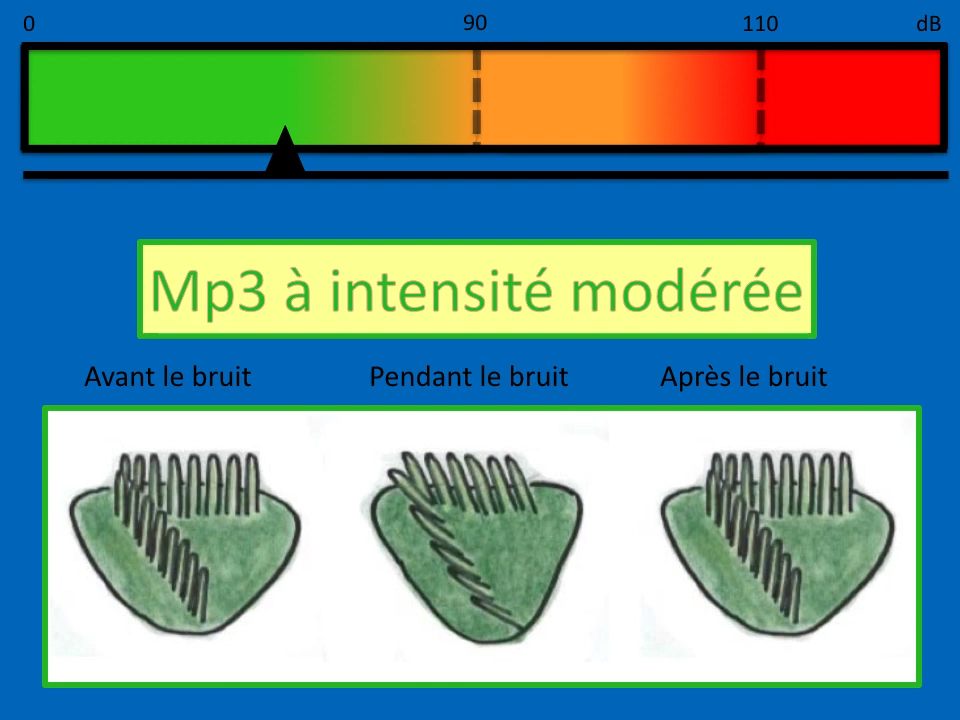 0 90 110 dB
Mp3 à intensité modérée
Avant le bruit Pendant le bruit Après le bruit